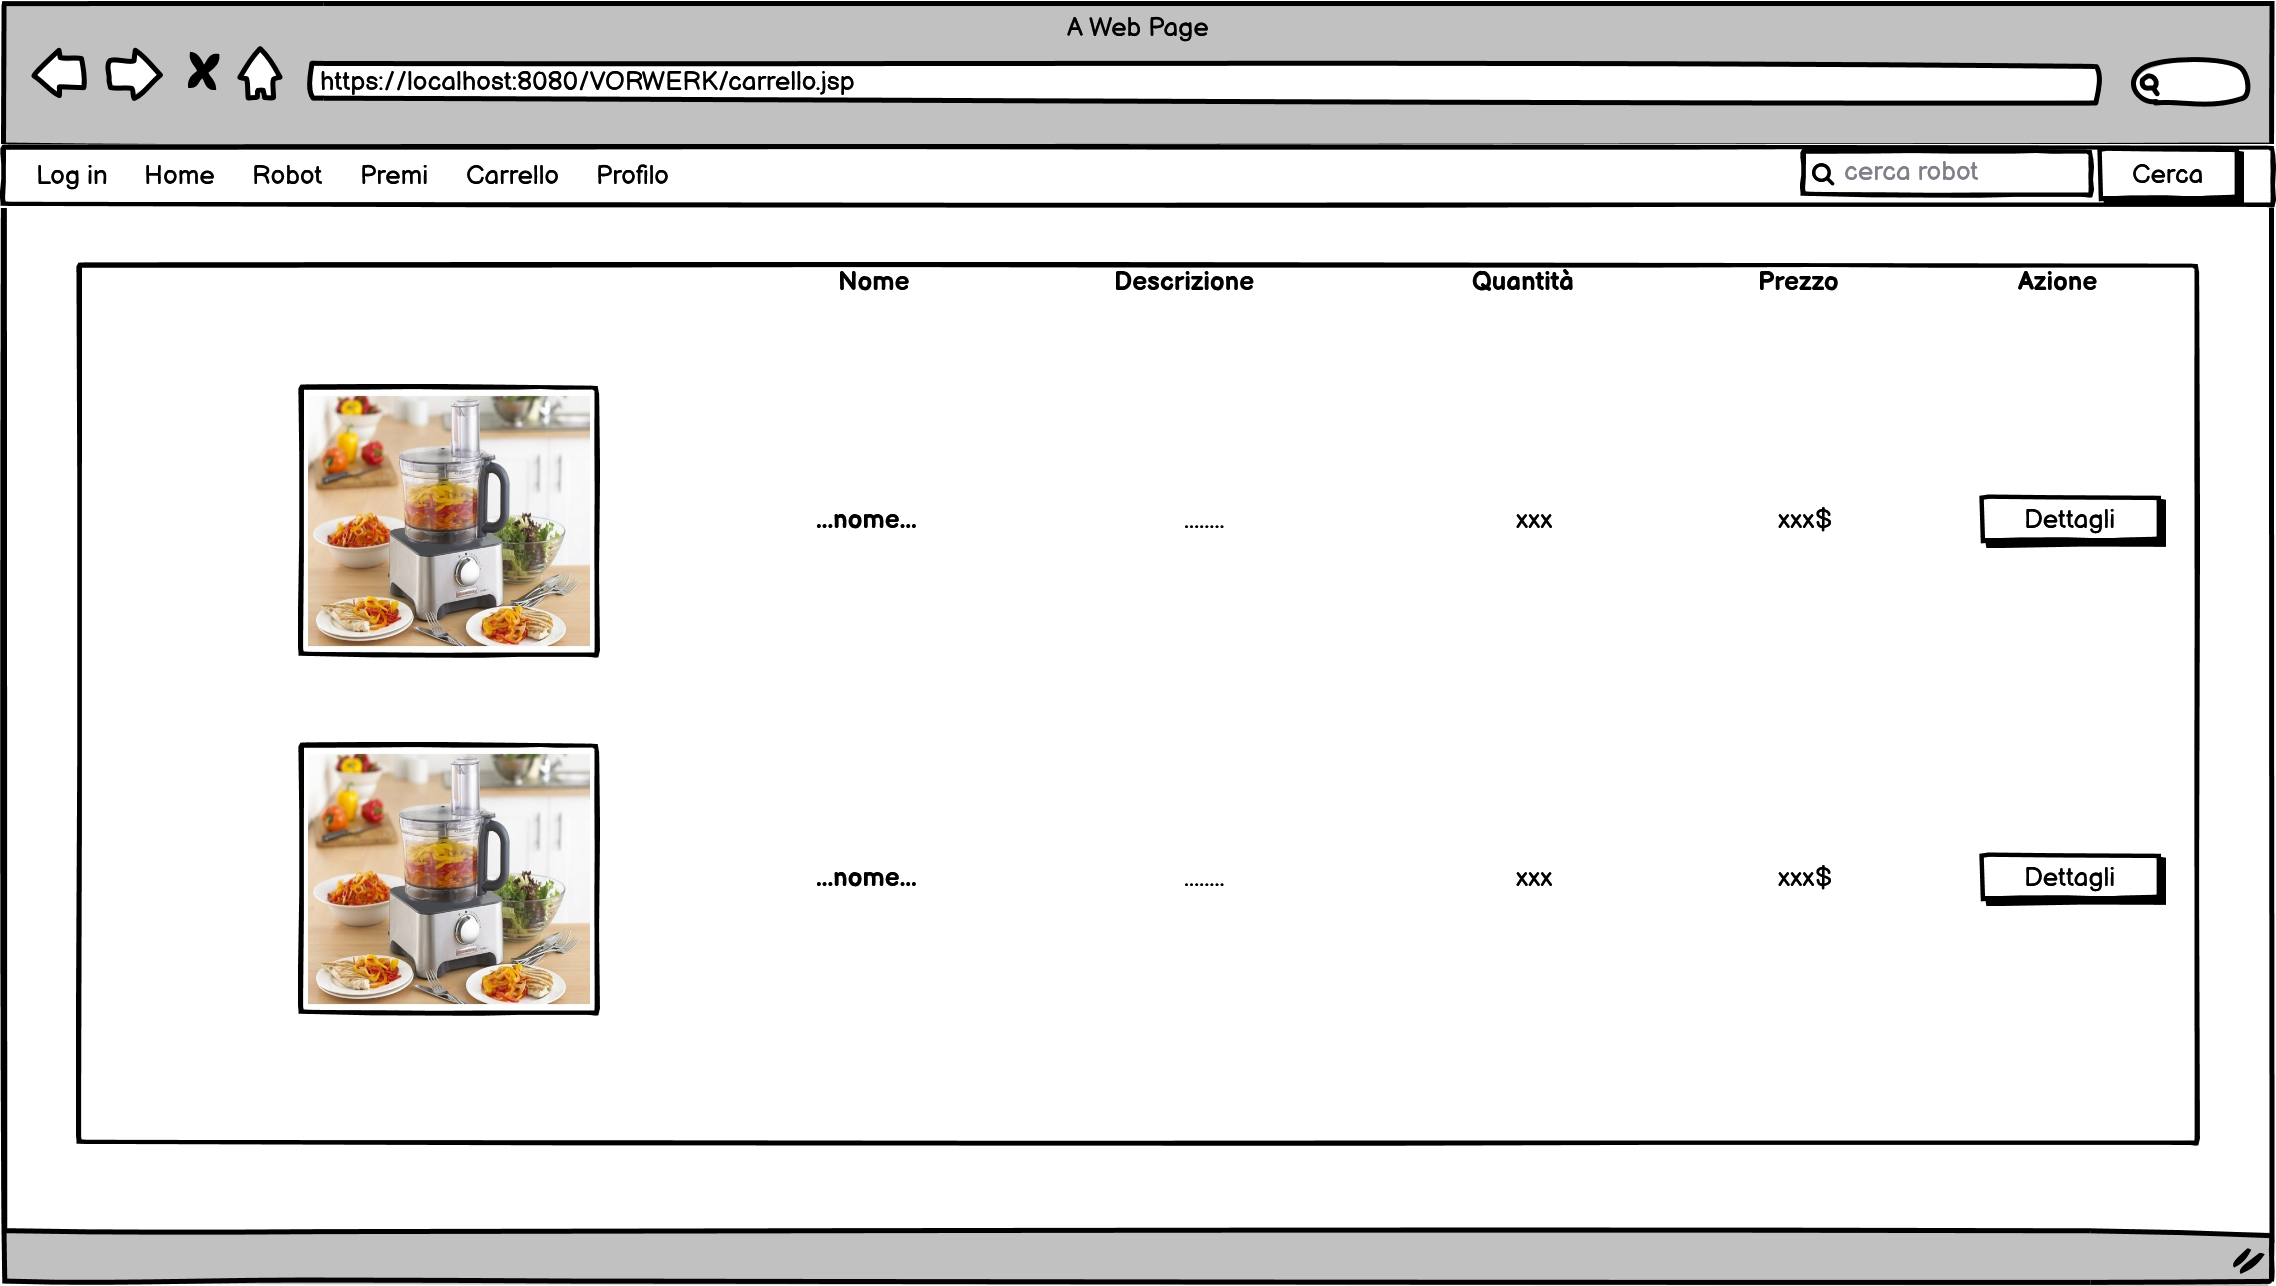 A Web Page
https://localhost:8080/VORWERK/carrello.jsp
Log in Home Robot Premi Carrello Profilo cerca robot Cerca
Nome Descrizione Quantità Prezzo Azione
...nome... ........ xxx xxx$ Dettagli
...nome... ........ xxx xxx$ Dettagli